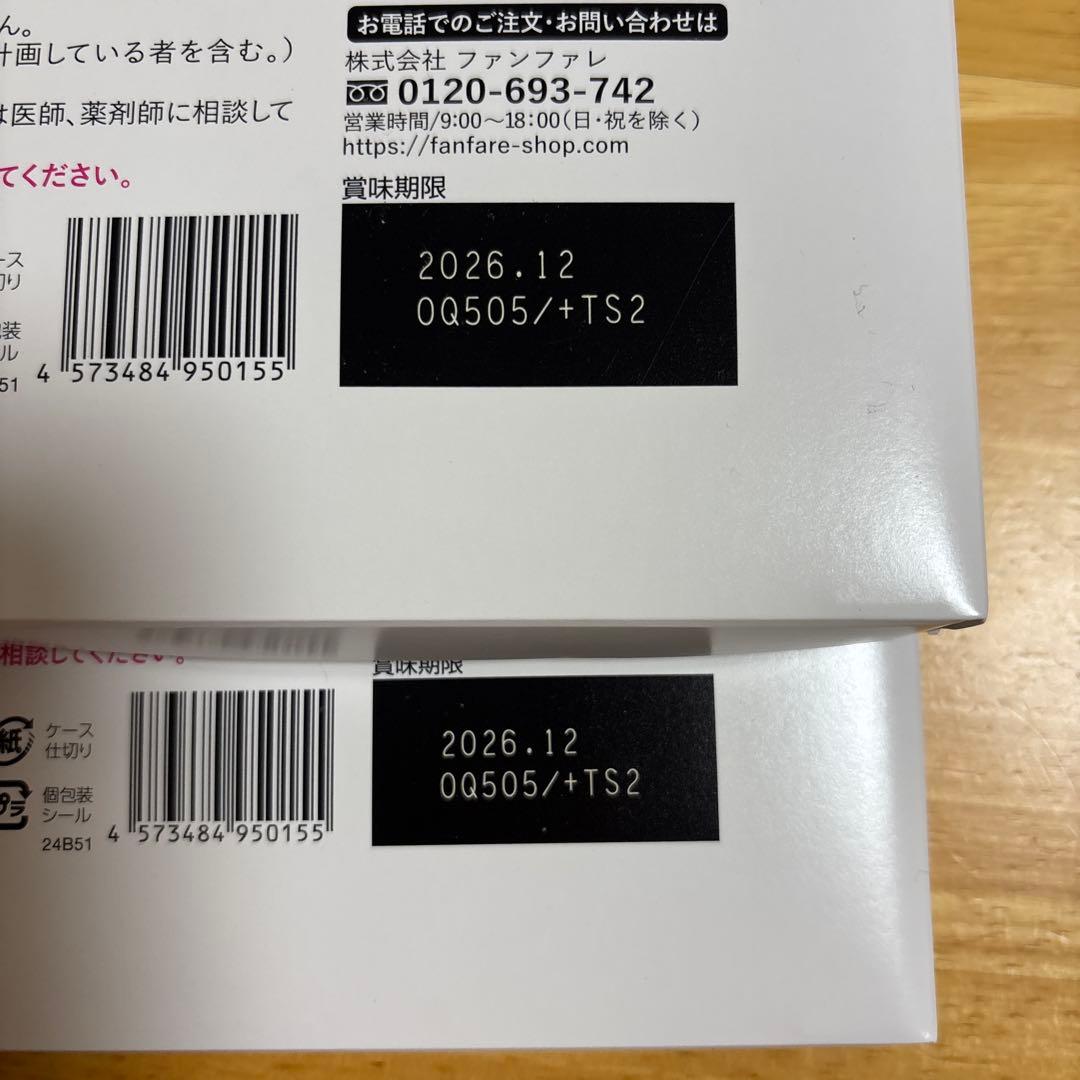 ん。
計画している者を含む。)
は医師、薬剤師に相談して
てください。
お電話でのご注文・お問い合わせは
株式会社 ファンファレ
0120-693-742
営業時間/9:00〜18:00(日・祝を除く)
https://fanfare-shop.com
賞味期限
2026.12
0Q505/+TS2
ース
切り
包装
ール
51
4 573484 950155
相談してください。
賞味期限
2026.12
0Q505/+TS2
紙
ケース
仕切り
プラ
個包装
シール
24B51
4 573484 950155